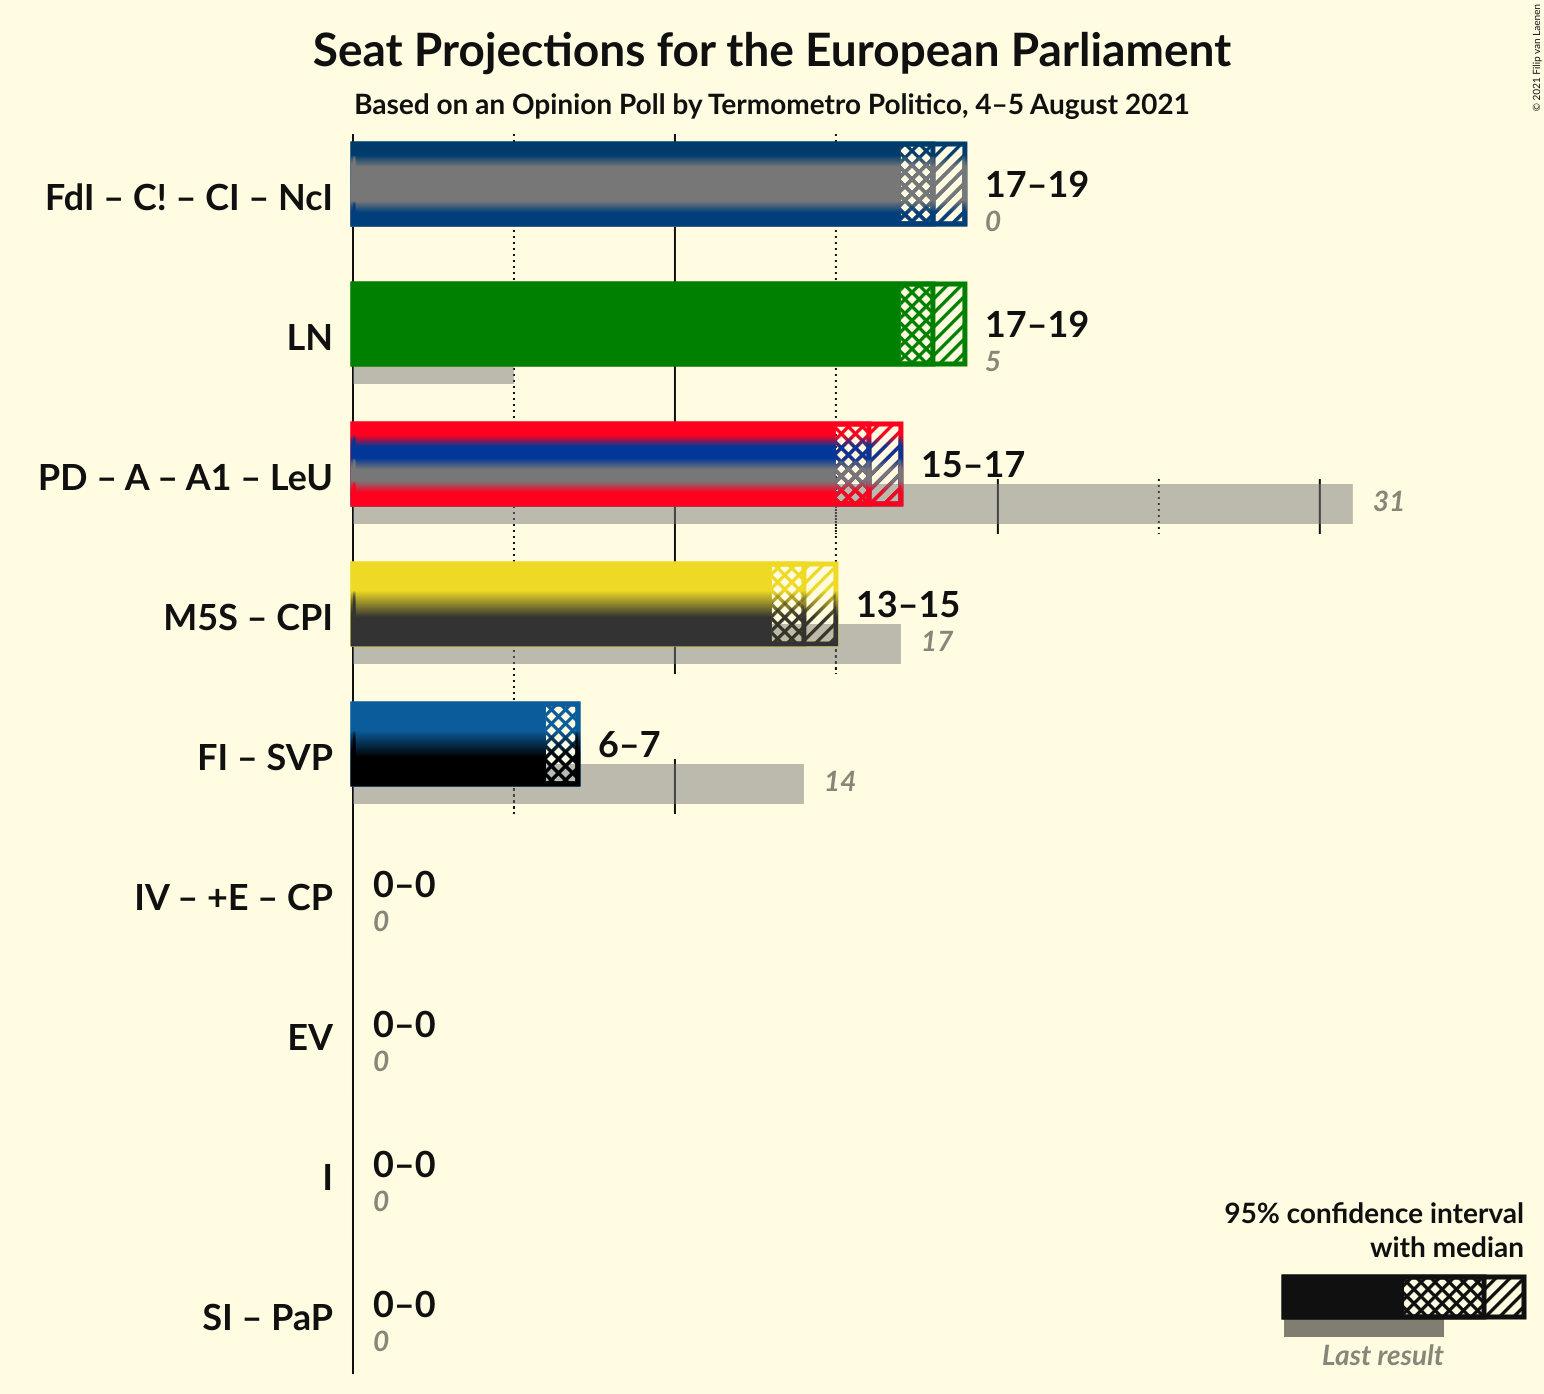 Seat Projections for the European Parliament
Based on an Opinion Poll by Termometro Politico, 4–5 August 2021
© 2021 Filip van Laenen
FdI – C! – CI – NcI
17–19
0
LN
17–19
5
PD – A – A1 – LeU
15–17
31
M5S – CPI
13–15
17
FI – SVP
6–7
14
IV – +E – CP
0–0
0
EV
0–0
0
I
0–0
0
SI – PaP
0–0
0
95% confidence interval
with median
Last result